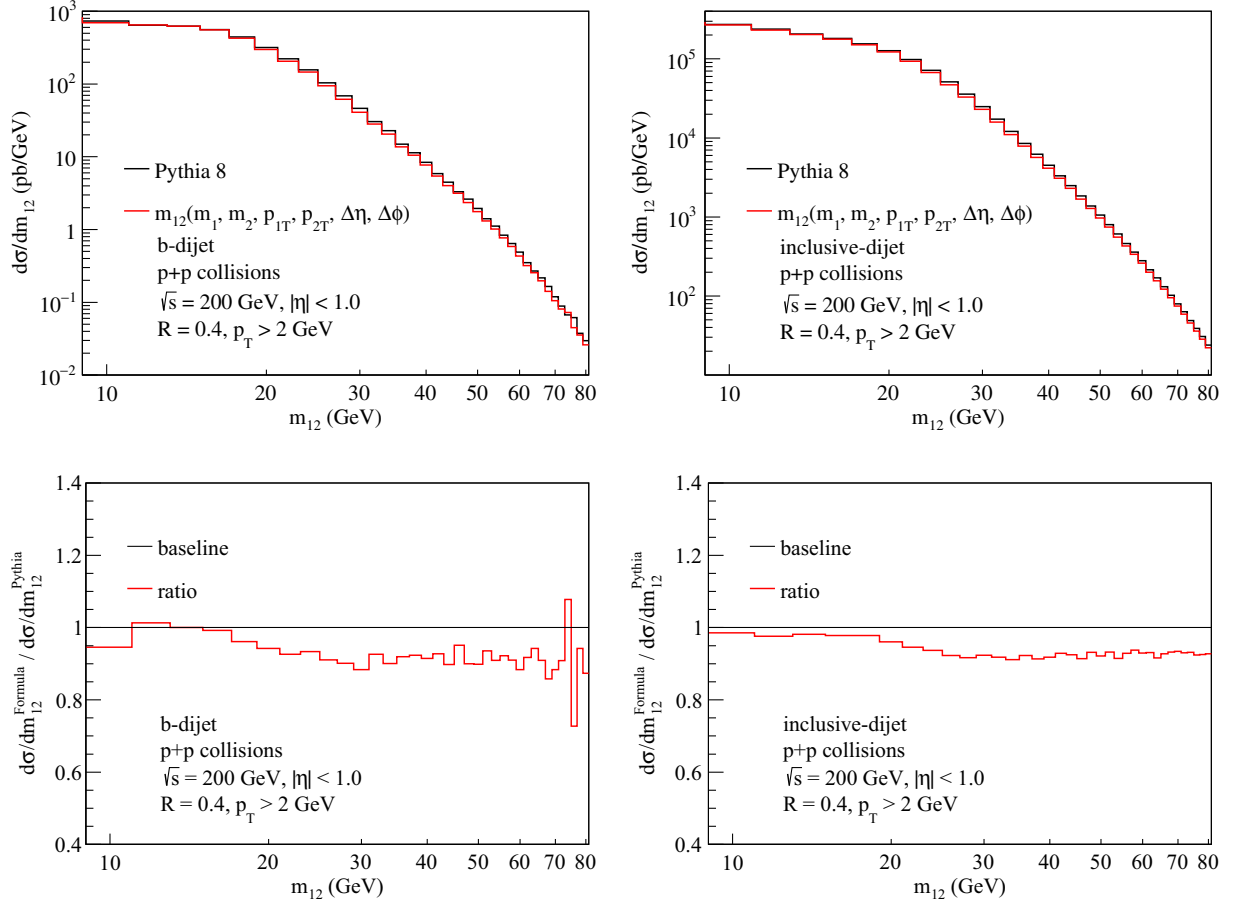 10³
10²
10
1
10⁻¹
10⁻²
dσ/dm₁₂ (pb/GeV)
Pythia 8
m₁₂(m₁, m₂, p₁T, p₂T, Δη, Δϕ)
b-dijet
p+p collisions
√s = 200 GeV, |η| < 1.0
R = 0.4, p_T > 2 GeV
10 20 30 40 50 60 70 80
m₁₂ (GeV)
10⁵
10⁴
10³
10²
dσ/dm₁₂ (pb/GeV)
Pythia 8
m₁₂(m₁, m₂, p₁T, p₂T, Δη, Δϕ)
inclusive-dijet
p+p collisions
√s = 200 GeV, |η| < 1.0
R = 0.4, p_T > 2 GeV
10 20 30 40 50 60 70 80
m₁₂ (GeV)
1.4
1.2
1
0.8
0.6
0.4
dσ/dm₁₂^Formula / dσ/dm₁₂^Pythia
baseline
ratio
b-dijet
p+p collisions
√s = 200 GeV, |η| < 1.0
R = 0.4, p_T > 2 GeV
10 20 30 40 50 60 70 80
m₁₂ (GeV)
1.4
1.2
1
0.8
0.6
0.4
dσ/dm₁₂^Formula / dσ/dm₁₂^Pythia
baseline
ratio
inclusive-dijet
p+p collisions
√s = 200 GeV, |η| < 1.0
R = 0.4, p_T > 2 GeV
10 20 30 40 50 60 70 80
m₁₂ (GeV)